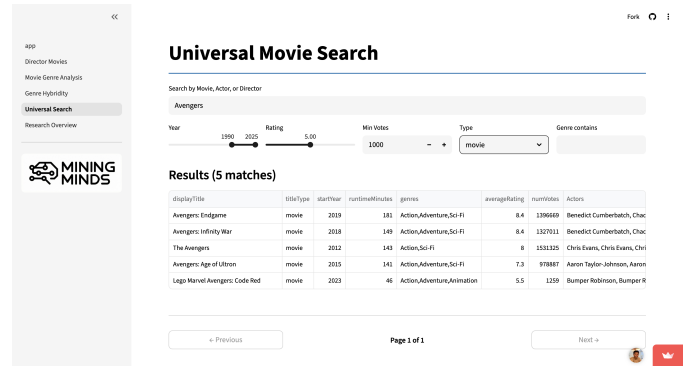 Fork
app
Director Movies
Movie Genre Analysis
Genre Hybridity
Universal Search
Research Overview
MINING
MINDS
Universal Movie Search
Search by Movie, Actor, or Director
Avengers
Year Rating Min Votes Type Genre contains
1990 2025 5.00
1000 - + movie
Results (5 matches)
displayTitle titleType startYear runtimeMinutes genres averageRating numVotes Actors
Avengers: Endgame movie 2019 181 Action,Adventure,Sci-Fi 8.4 1396669 Benedict Cumberbatch, Chac
Avengers: Infinity War movie 2018 149 Action,Adventure,Sci-Fi 8.4 1327011 Benedict Cumberbatch, Chac
The Avengers movie 2012 143 Action,Sci-Fi 8 1531325 Chris Evans, Chris Evans, Chri
Avengers: Age of Ultron movie 2015 141 Action,Adventure,Sci-Fi 7.3 978887 Aaron Taylor-Johnson, Aaron
Lego Marvel Avengers: Code Red movie 2023 46 Action,Adventure,Animation 5.5 1259 Bumper Robinson, Bumper R
← Previous Page 1 of 1 Next →